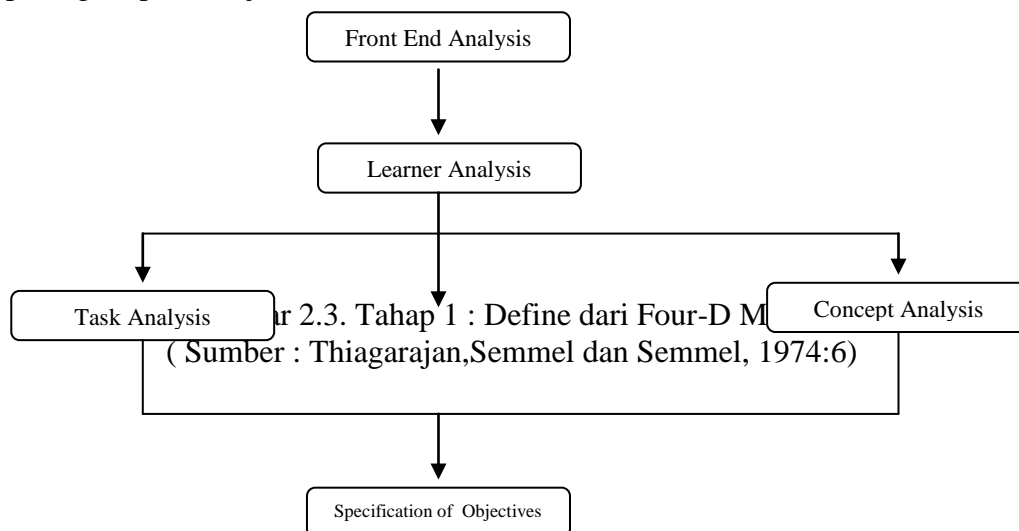 Front End Analysis
Learner Analysis
Task Analysis
Concept Analysis
ar 2.3. Tahap 1 : Define dari Four-D M
( Sumber : Thiagarajan,Semmel dan Semmel, 1974:6)
Specification of Objectives